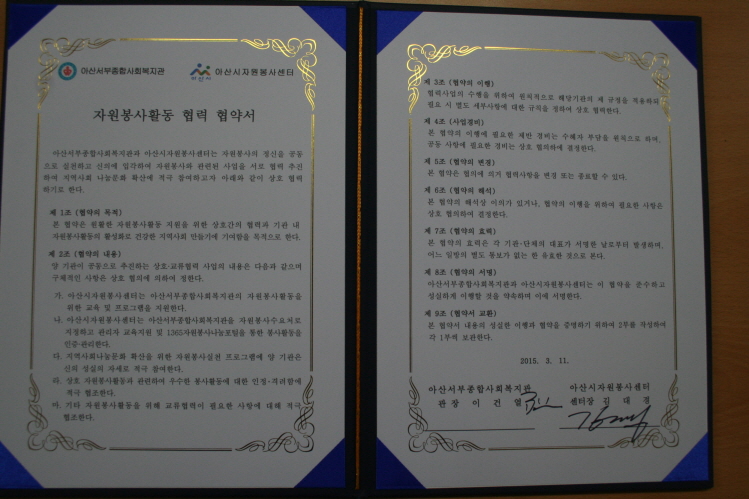 아산서부종합사회복지관 아산시자원봉사센터
자원봉사활동 협력 협약서
아산서부종합사회복지관과 아산시자원봉사센터는 자원봉사의 정신을 공동
으로 실천하고 신의에 입각하여 자원봉사와 관련된 사업을 서로 협력 추진
하여 지역사회 나눔문화 확산에 적극 참여하고자 아래와 같이 상호 협력
하기로 한다.
제 1조 (협약의 목적)
본 협약은 원활한 자원봉사활동 지원을 위한 상호간의 협력과 기관 내
자원봉사활동의 활성화로 건강한 지역사회 만들기에 기여함을 목적으로 한다.
제 2조 (협약의 내용)
양 기관이 공동으로 추진하는 상호·교류협력 사업의 내용은 다음과 같으며
구체적인 사항은 상호 협의에 의하여 정한다.
가. 아산시자원봉사센터는 아산서부종합사회복지관의 자원봉사활동을
위한 교육 및 프로그램을 지원한다.
나. 아산시자원봉사센터는 아산서부종합사회복지관을 자원봉사수요처로
지정하고 관리자 교육지원 및 1365자원봉사나눔포털을 통한 봉사활동을
인증·관리한다.
다. 지역사회나눔문화 확산을 위한 자원봉사실천 프로그램에 양 기관은
신의 성실의 자세로 적극 참여한다.
라. 상호 자원봉사활동과 관련하여 우수한 봉사활동에 대한 인정·격려함에
적극 협조한다.
마. 기타 자원봉사활동을 위해 교류협력이 필요한 사항에 대해 적극
협조한다.
제 3조 (협약의 이행)
협력사업의 수행을 위하여 원칙적으로 해당기관의 제 규정을 적용하되
필요 시 별도 세부사항에 대한 규칙을 정하여 상호 협력한다.
제 4조 (사업경비)
본 협약의 이행에 필요한 제반 경비는 수혜자 부담을 원칙으로 하며,
공동 사항에 필요한 경비는 상호 협의하에 결정한다.
제 5조 (협약의 변경)
본 협약은 합의에 의거 협력사항을 변경 또는 종료할 수 있다.
제 6조 (협약의 해석)
본 협약의 해석상 이의가 있거나, 협약의 이행을 위하여 필요한 사항은
상호 협의하여 결정한다.
제 7조 (협약의 효력)
본 협약의 효력은 각 기관·단체의 대표가 서명한 날로부터 발생하며,
어느 일방의 별도 통보가 없는 한 유효한 것으로 본다.
제 8조 (협약의 서명)
아산서부종합사회복지관과 아산시자원봉사센터는 이 협약을 준수하고
성실하게 이행할 것을 약속하며 이에 서명한다.
제 9조 (협약서 교환)
본 협약서 내용의 성실한 이행과 협약을 증명하기 위하여 2부를 작성하여
각 1부씩 보관한다.
2015. 3. 11.
아산서부종합사회복지관 아산시자원봉사센터
관 장 이 건 열 센터장 김 대 경